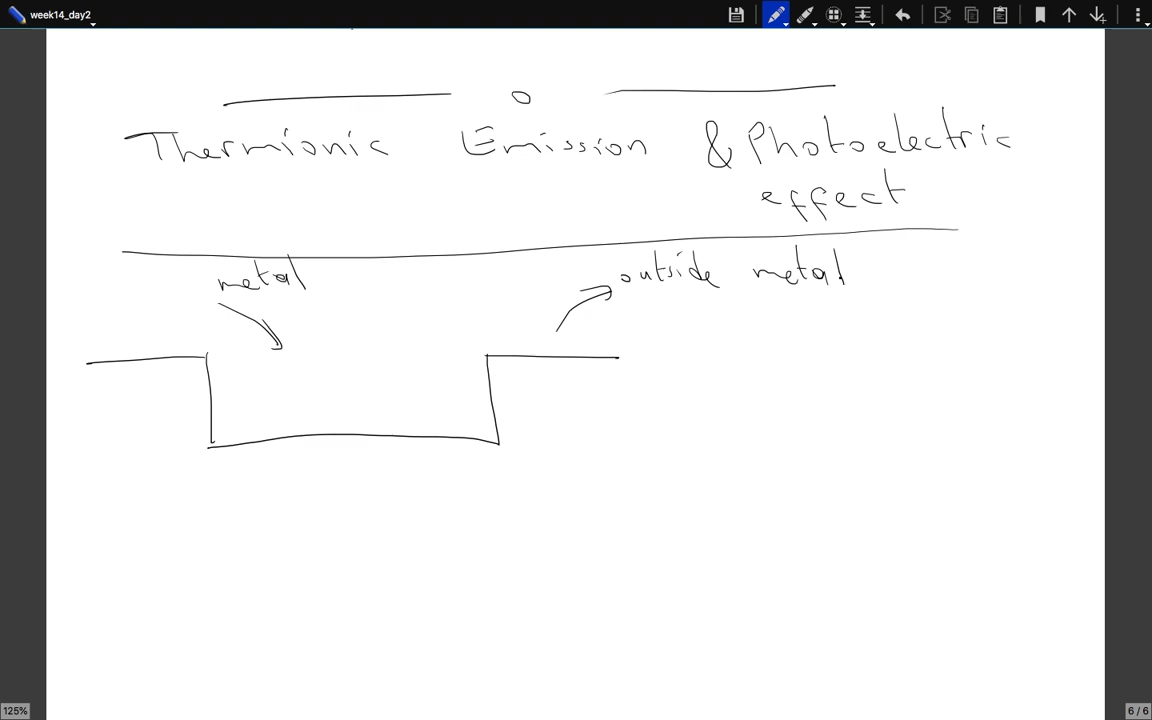 week14_day2
Thermionic Emission & Photoelectric
effect
metal
outside metal
125%
6 / 6